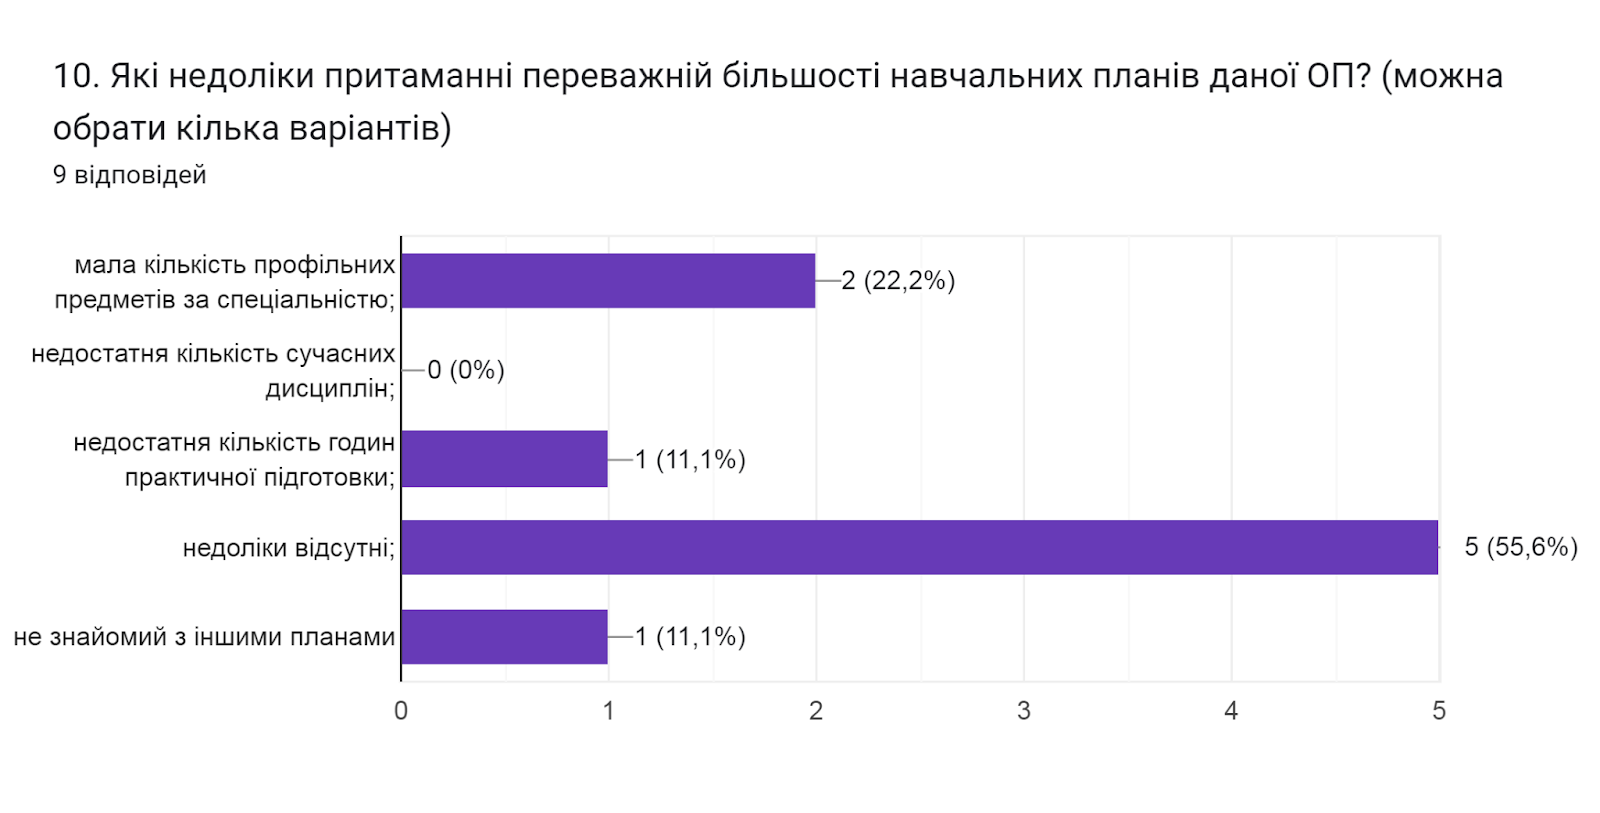 10. Які недоліки притаманні переважній більшості навчальних планів даної ОП? (можна
обрати кілька варіантів)
9 відповідей
мала кількість профільних
предметів за спеціальністю;
2 (22,2%)
недостатня кількість сучасних
дисциплін;
0 (0%)
недостатня кількість годин
практичної підготовки;
1 (11,1%)
недоліки відсутні;
5 (55,6%)
не знайомий з іншими планами
1 (11,1%)
0 1 2 3 4 5